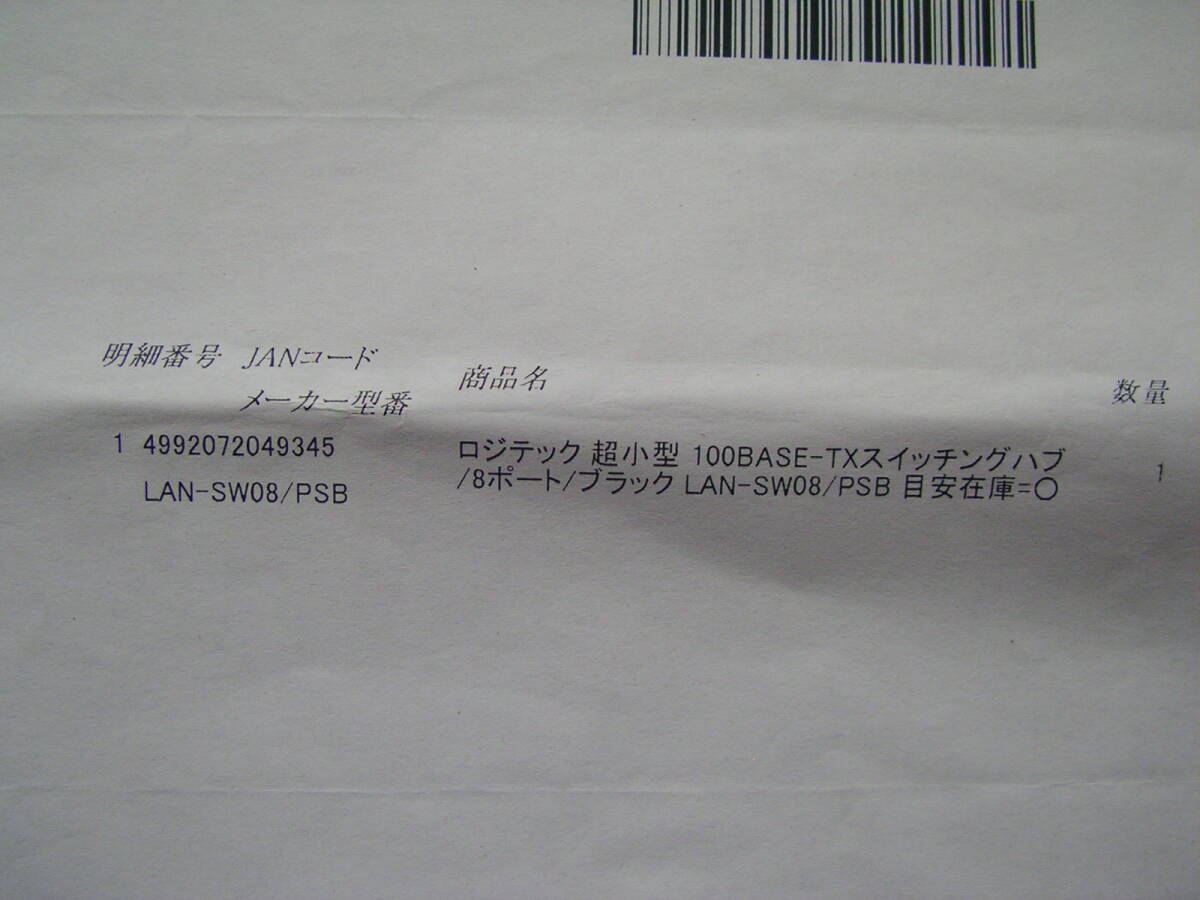 明細番号 JANコード
メーカー型番
商品名
数量
1 4992072049345
LAN-SW08/PSB
ロジテック 超小型 100BASE-TXスイッチングハブ
/8ポート/ブラック LAN-SW08/PSB 目安在庫=○
1